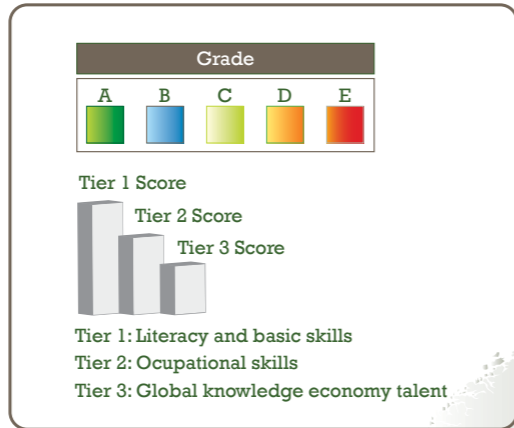 Grade
A B C D E
Tier 1 Score
Tier 2 Score
Tier 3 Score
Tier 1: Literacy and basic skills
Tier 2: Ocupational skills
Tier 3: Global knowledge economy talent